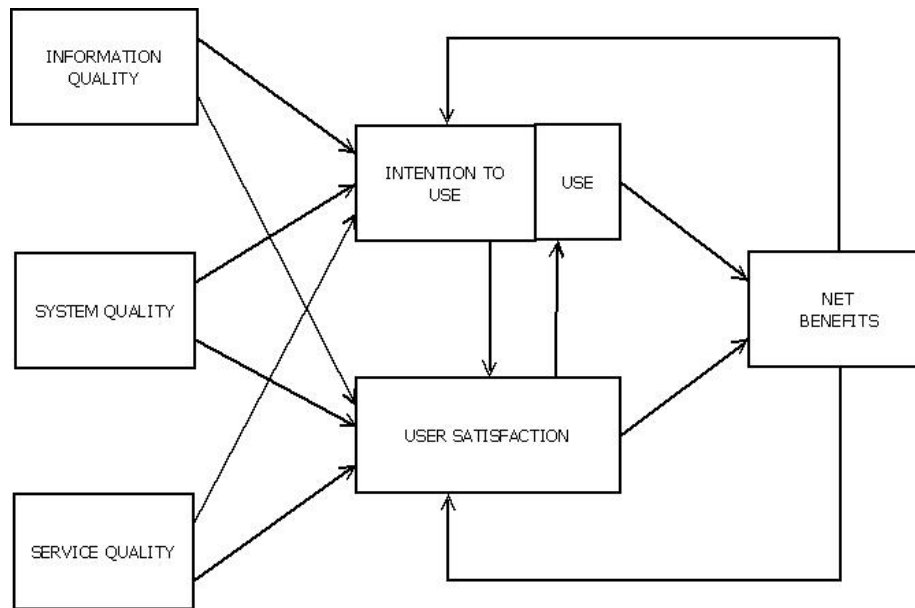 INFORMATION
QUALITY
INTENTION TO
USE
USE
SYSTEM QUALITY
NET
BENEFITS
USER SATISFACTION
SERVICE QUALITY